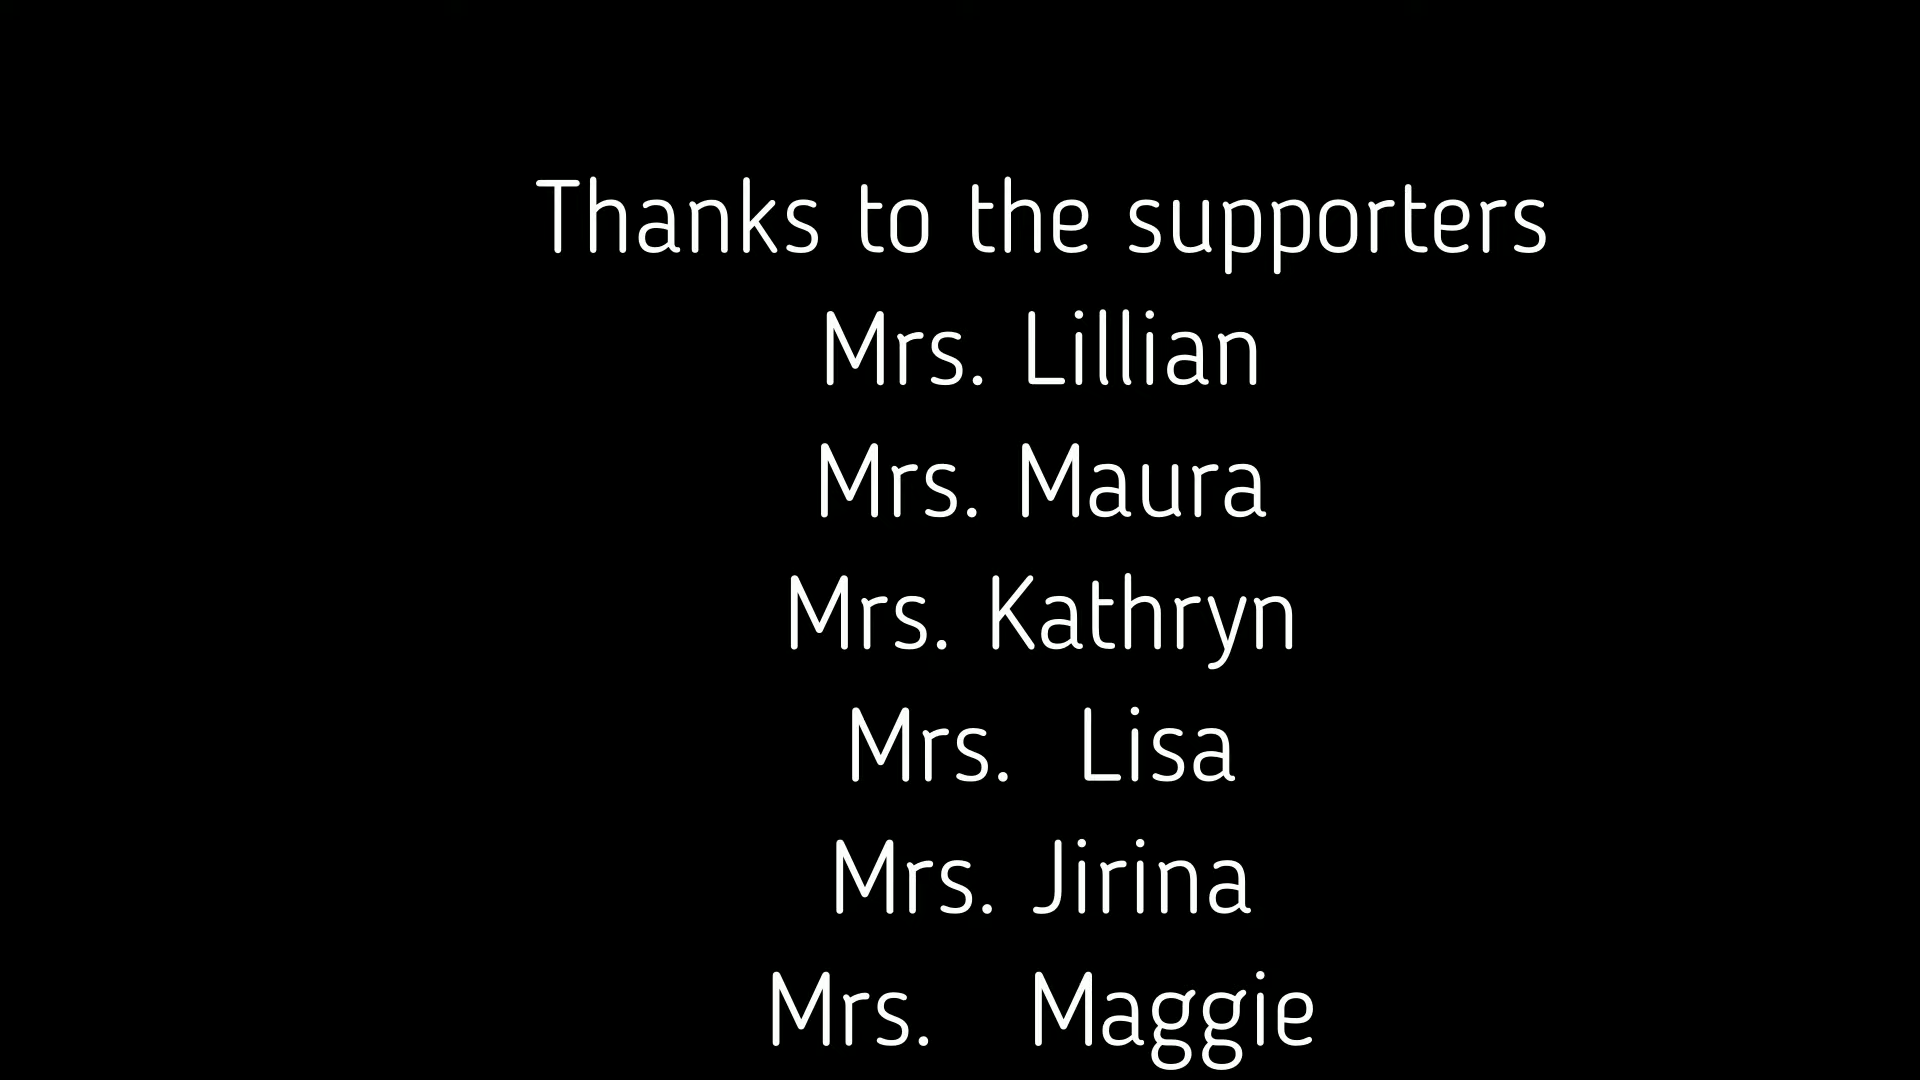 Thanks to the supporters
Mrs. Lillian
Mrs. Maura
Mrs. Kathryn
Mrs.  Lisa
Mrs. Jirina
Mrs.   Maggie